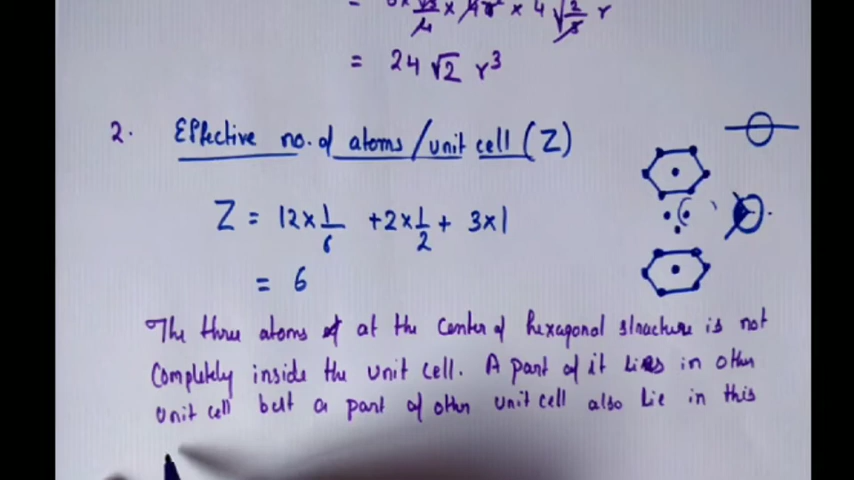 = 24 √2 r³
2. Effective no. of atoms/unit cell (Z)
Z = 12 × 1/6 + 2 × 1/2 + 3 × 1
= 6
The three atoms at the center of hexagonal structure is not
completely inside the unit cell. A part of it lies in other
unit cell but a part of other unit cell also lie in this